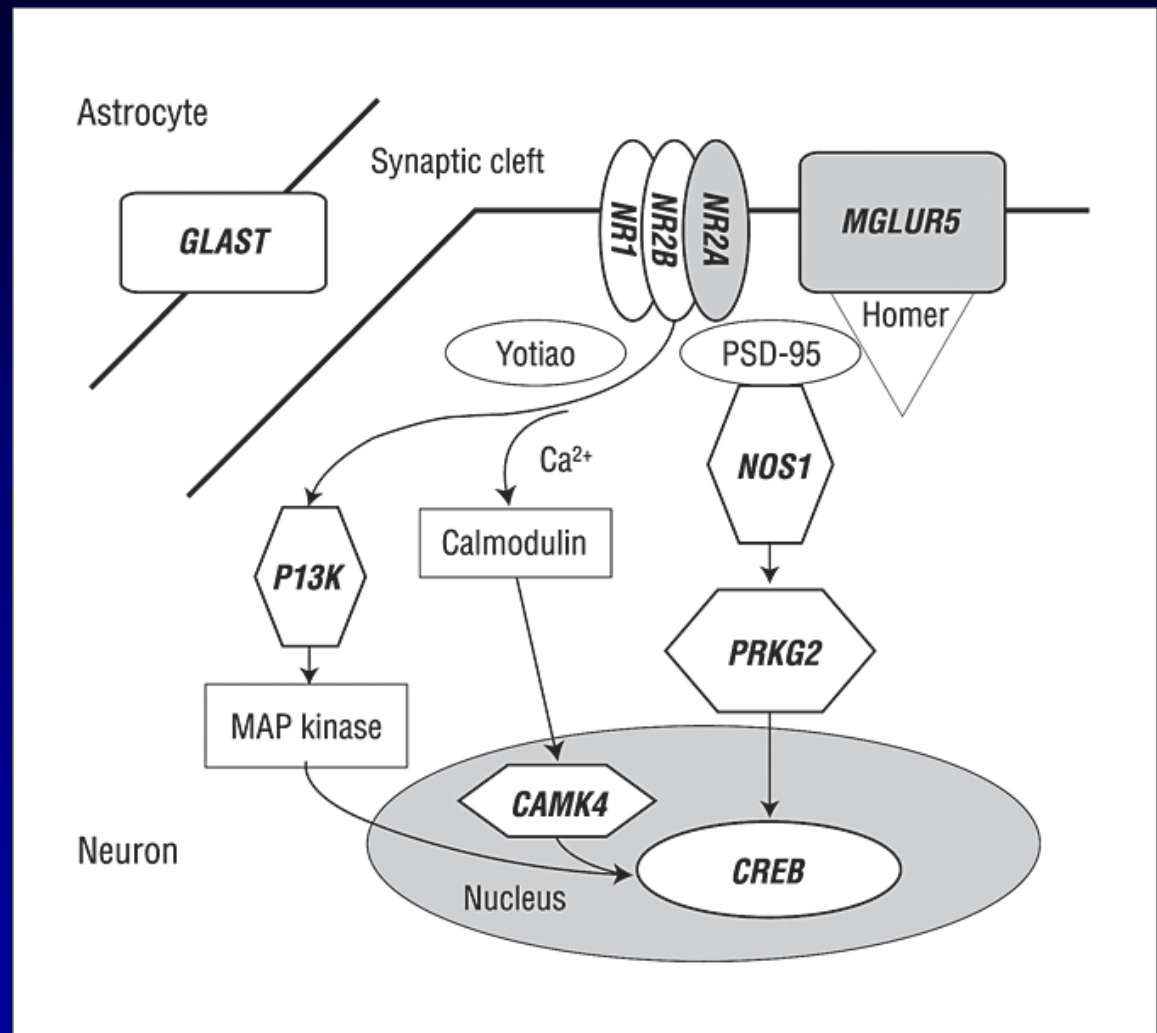 Astrocyte
Synaptic cleft
GLAST
NR1
NR2B
NR2A
MGLUR5
Homer
Yotiao
PSD-95
Ca²⁺
NOS1
Calmodulin
P13K
PRKG2
MAP kinase
CAMK4
Neuron
CREB
Nucleus